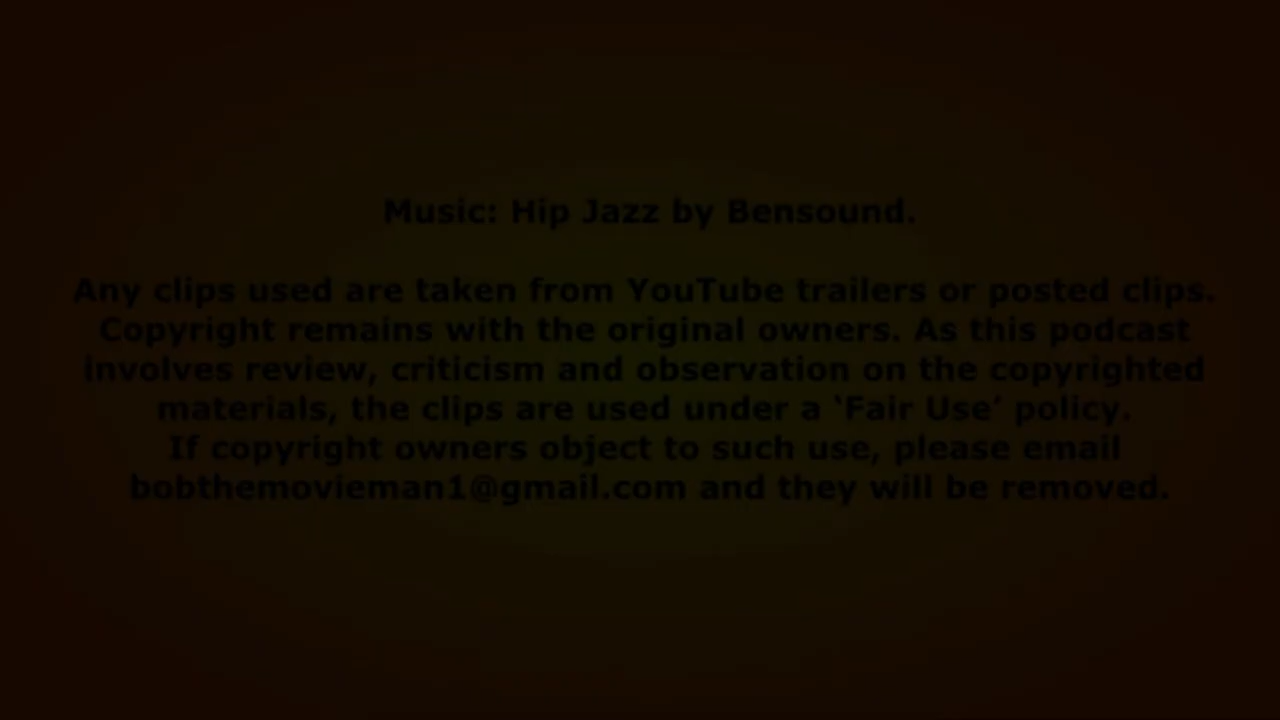 Music: Hip Jazz by Bensound.
Any clips used are taken from YouTube trailers or posted clips.
Copyright remains with the original owners. As this podcast
involves review, criticism and observation on the copyrighted
materials, the clips are used under a ‘Fair Use’ policy.
If copyright owners object to such use, please email
bobthemovieman1@gmail.com and they will be removed.